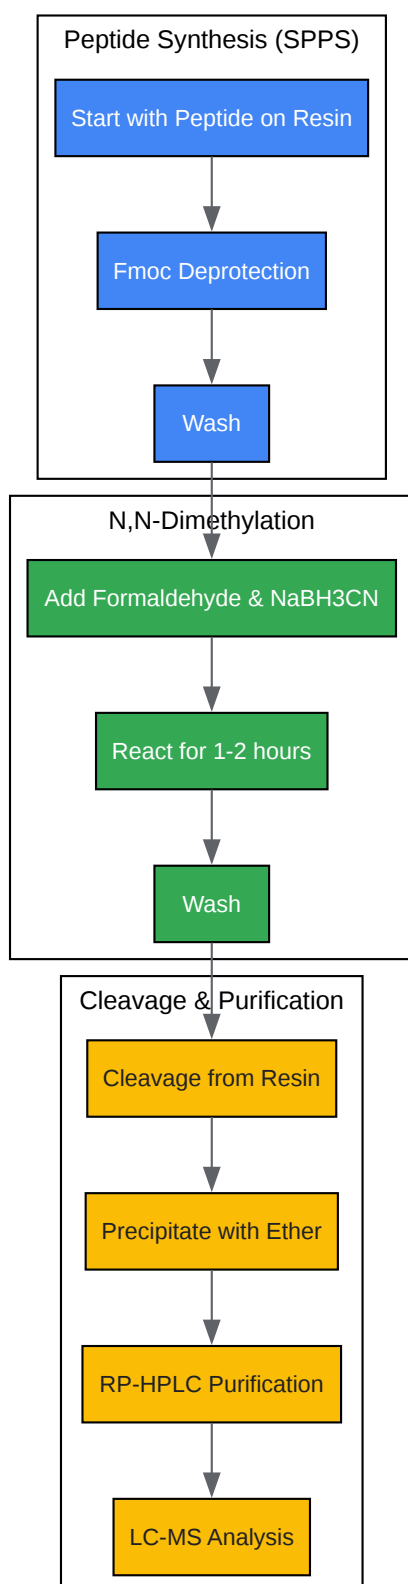 Peptide Synthesis (SPPS)
Start with Peptide on Resin
Fmoc Deprotection
Wash
N,N-Dimethylation
Add Formaldehyde & NaBH3CN
React for 1-2 hours
Wash
Cleavage & Purification
Cleavage from Resin
Precipitate with Ether
RP-HPLC Purification
LC-MS Analysis